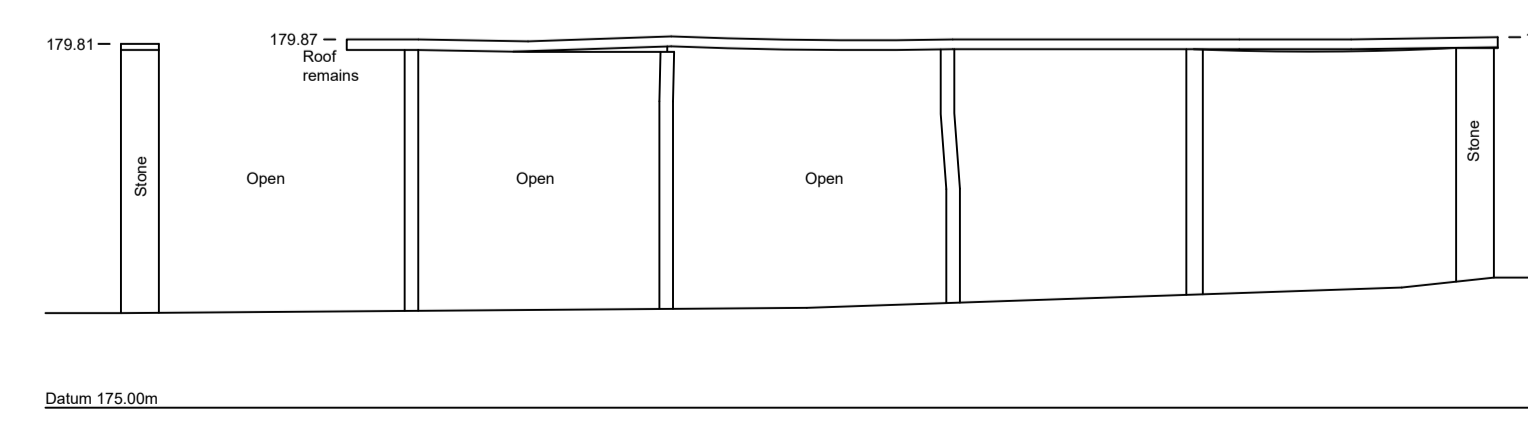 179.81
179.87
Roof
remains
Stone
Open
Open
Open
Stone
Datum 175.00m